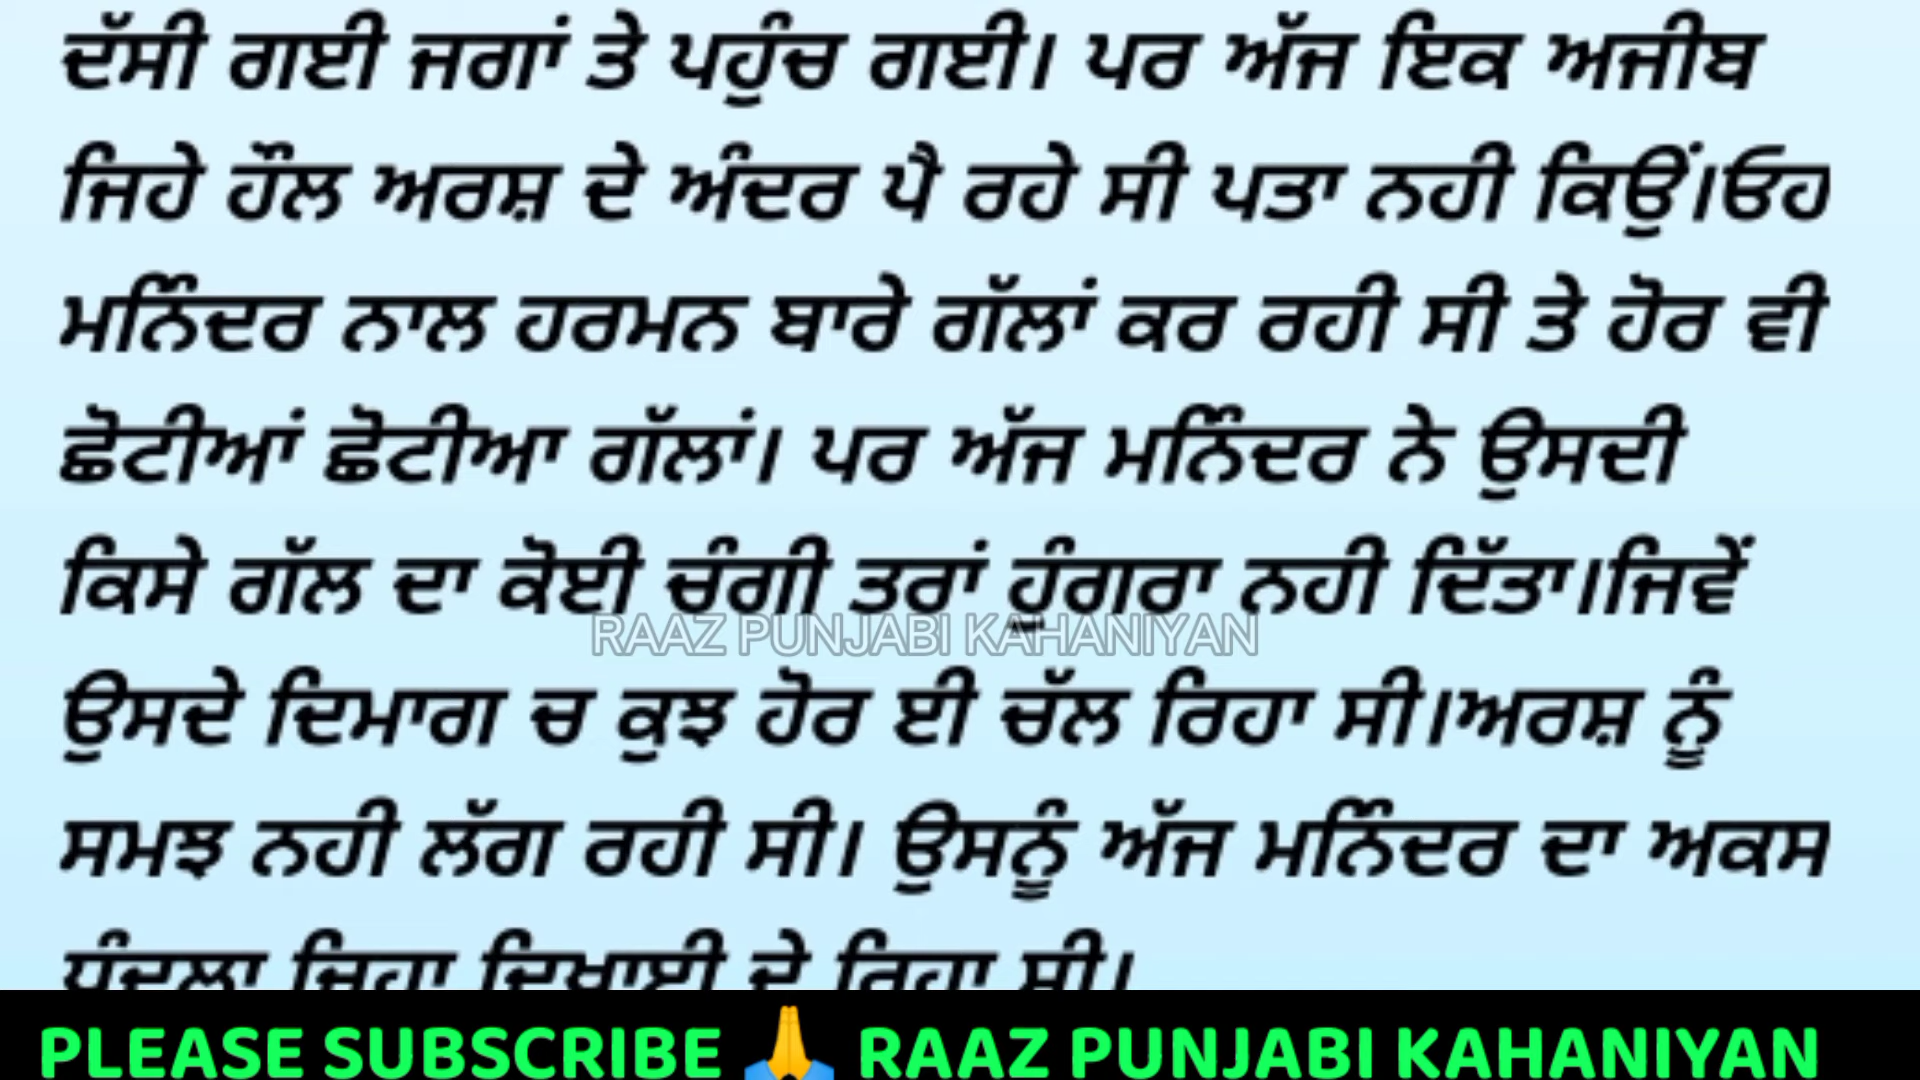 ਦੱਸੀ ਗਈ ਜਗਾਂ ਤੇ ਪਹੁੰਚ ਗਈ। ਪਰ ਅੱਜ ਇਕ ਅਜੀਬ
ਜਿਹੇ ਹੌਲ ਅਰਸ਼ ਦੇ ਅੰਦਰ ਪੈ ਰਹੇ ਸੀ ਪਤਾ ਨਹੀ ਕਿਉਂ।ਓਹ
ਮਨਿੰਦਰ ਨਾਲ ਹਰਮਨ ਬਾਰੇ ਗੱਲਾਂ ਕਰ ਰਹੀ ਸੀ ਤੇ ਹੋਰ ਵੀ
ਛੋਟੀਆਂ ਛੋਟੀਆ ਗੱਲਾਂ। ਪਰ ਅੱਜ ਮਨਿੰਦਰ ਨੇ ਉਸਦੀ
ਕਿਸੇ ਗੱਲ ਦਾ ਕੋਈ ਚੰਗੀ ਤਰਾਂ ਹੁੰਗਰਾ ਨਹੀ ਦਿੱਤਾ।ਜਿਵੇਂ
RAAZ PUNJABI KAHANIYAN
ਉਸਦੇ ਦਿਮਾਗ ਚ ਕੁਝ ਹੋਰ ਈ ਚੱਲ ਰਿਹਾ ਸੀ।ਅਰਸ਼ ਨੂੰ
ਸਮਝ ਨਹੀ ਲੱਗ ਰਹੀ ਸੀ। ਉਸਨੂੰ ਅੱਜ ਮਨਿੰਦਰ ਦਾ ਅਕਸ
ਧੁੰਦਲਾ ਜਿਹਾ ਦਿਖਾਈ ਦੇ ਰਿਹਾ ਸੀ।
PLEASE SUBSCRIBE 🙏 RAAZ PUNJABI KAHANIYAN